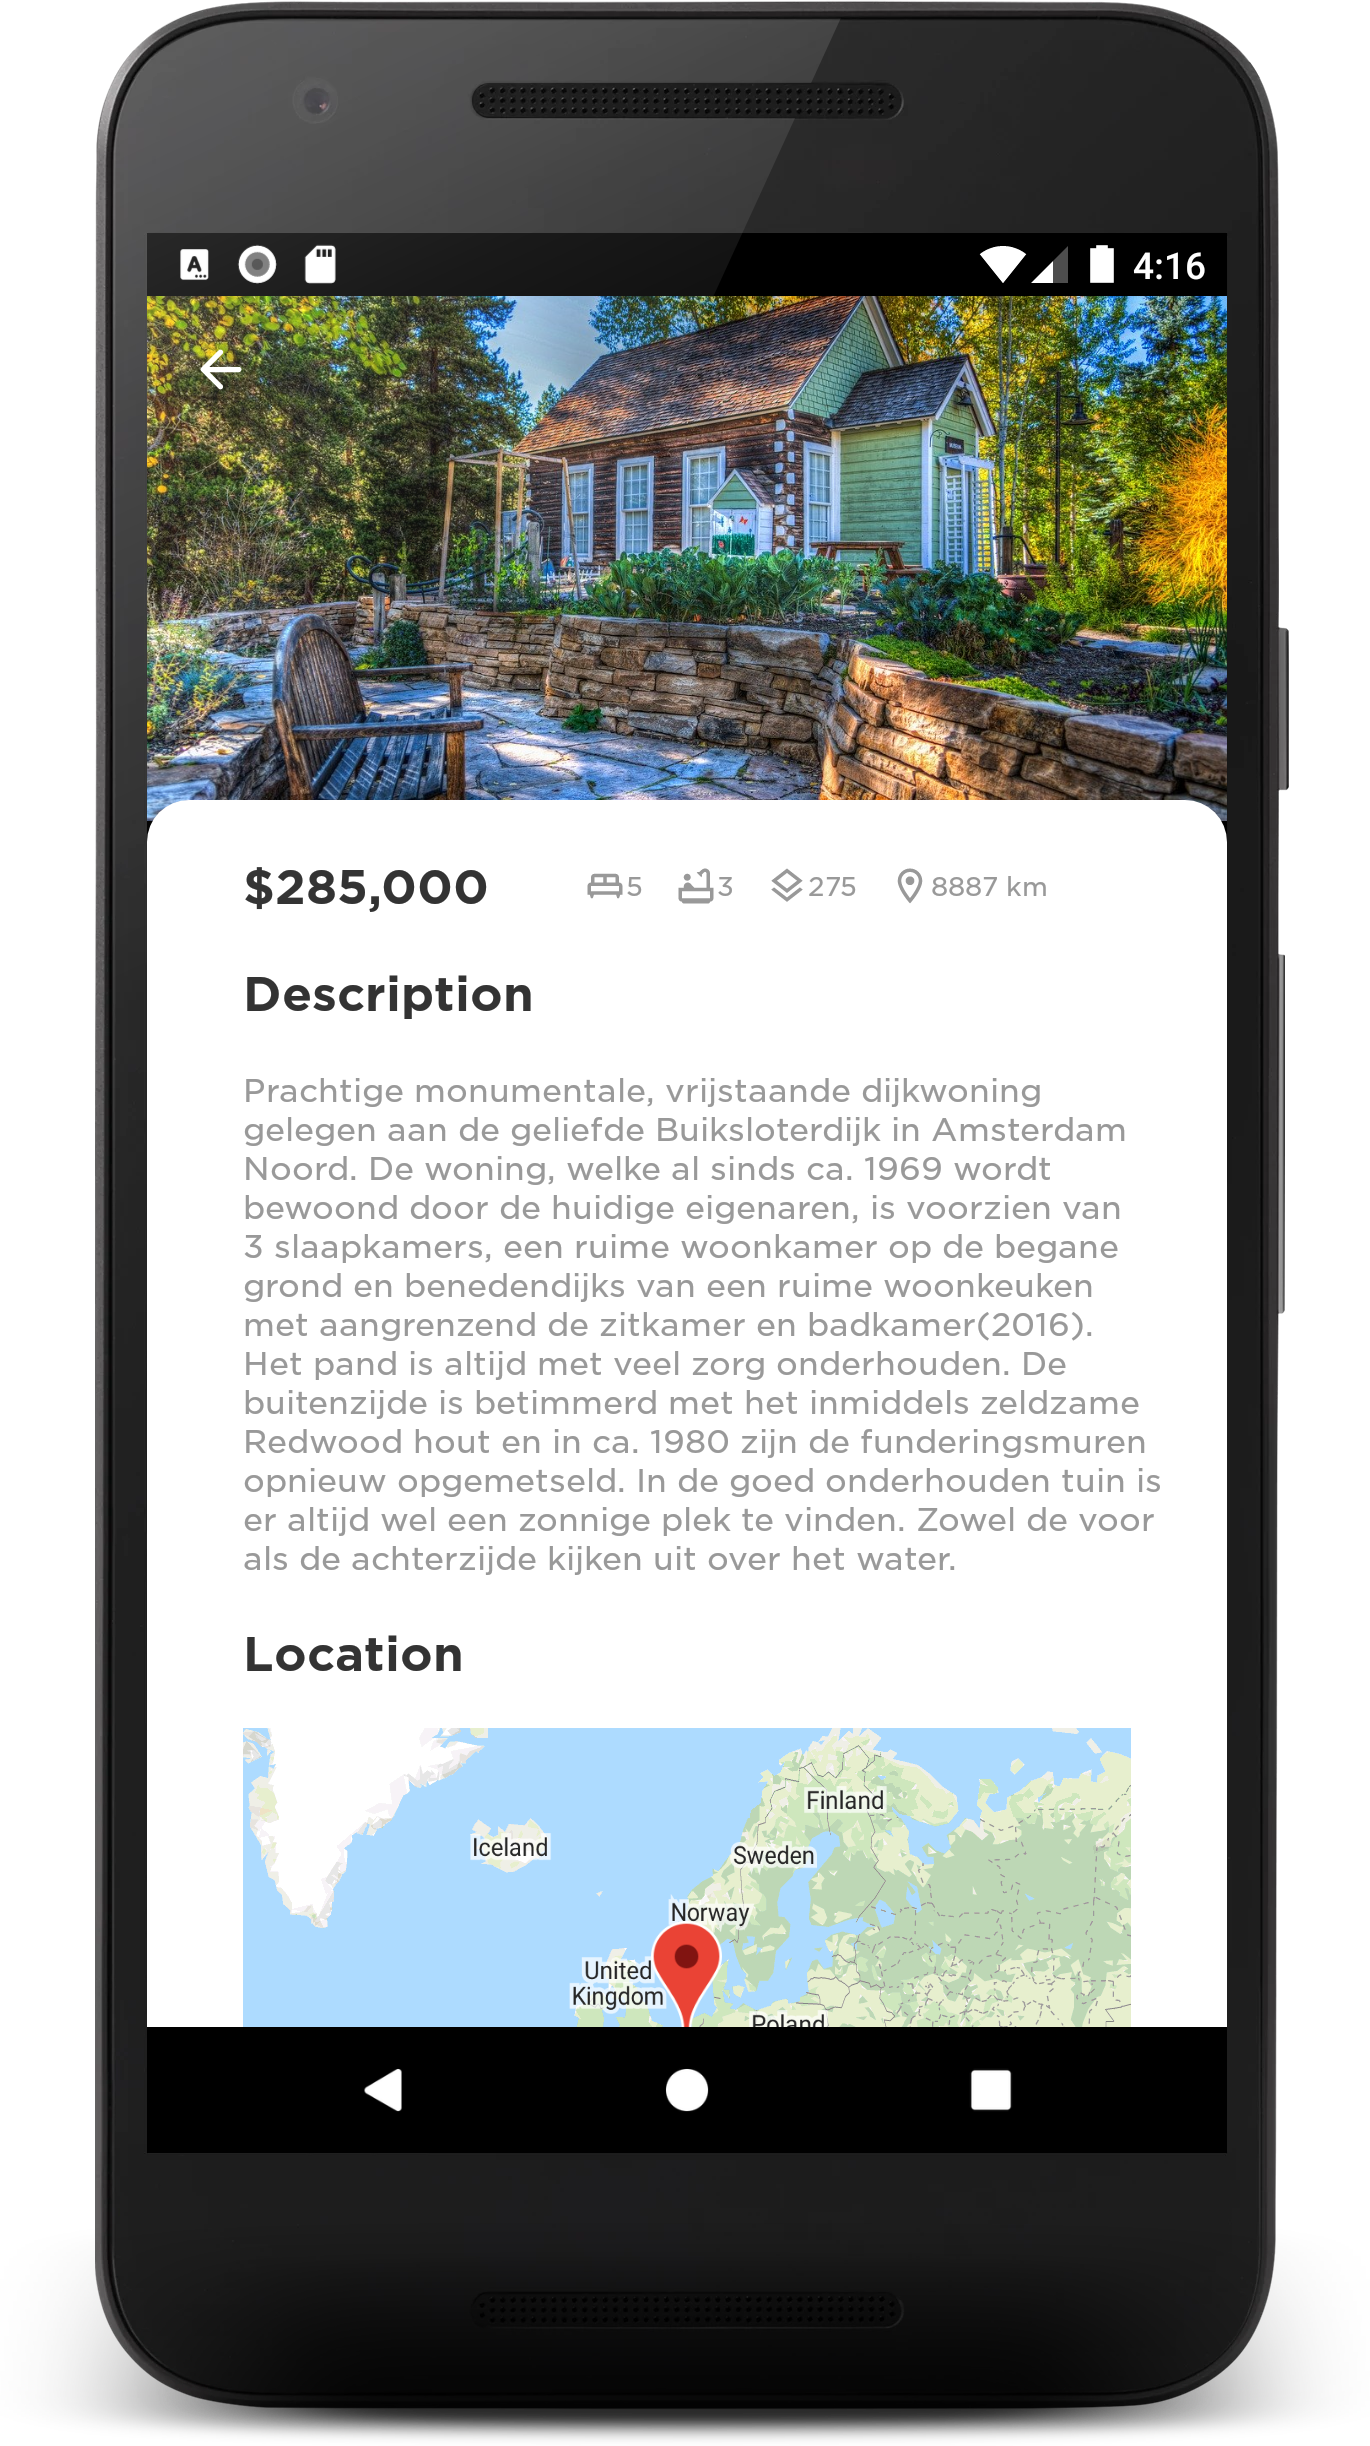 4:16
$285,000 5 3 275 8887 km
Description
Prachtige monumentale, vrijstaande dijkwoning
gelegen aan de geliefde Buiksloterdijk in Amsterdam
Noord. De woning, welke al sinds ca. 1969 wordt
bewoond door de huidige eigenaren, is voorzien van
3 slaapkamers, een ruime woonkamer op de begane
grond en benedendijks van een ruime woonkeuken
met aangrenzend de zitkamer en badkamer(2016).
Het pand is altijd met veel zorg onderhouden. De
buitenzijde is betimmerd met het inmiddels zeldzame
Redwood hout en in ca. 1980 zijn de funderingsmuren
opnieuw opgemetseld. In de goed onderhouden tuin is
er altijd wel een zonnige plek te vinden. Zowel de voor
als de achterzijde kijken uit over het water.
Location
Finland
Iceland
Sweden
Norway
United
Kingdom
Poland